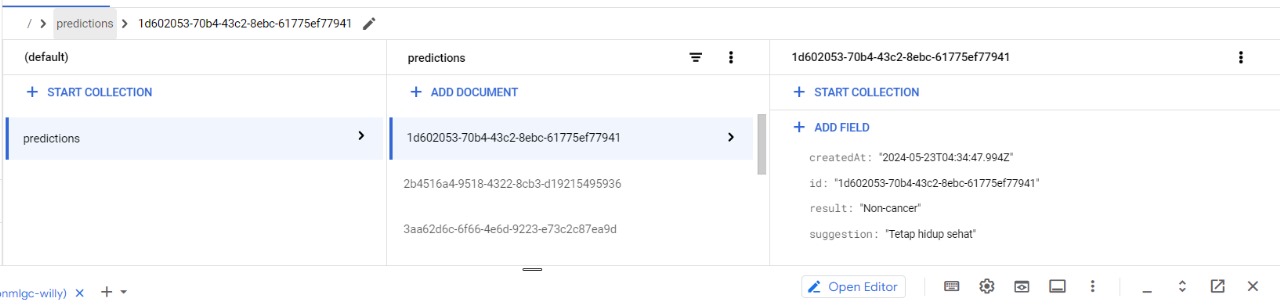 / > predictions > 1d602053-70b4-43c2-8ebc-61775ef77941
(default)
START COLLECTION
predictions
predictions
ADD DOCUMENT
1d602053-70b4-43c2-8ebc-61775ef77941
2b4516a4-9518-4322-8cb3-d19215495936
3aa62d6c-6f66-4e6d-9223-e73c2c87ea9d
1d602053-70b4-43c2-8ebc-61775ef77941
START COLLECTION
ADD FIELD
createdAt: "2024-05-23T04:34:47.994Z"
id: "1d602053-70b4-43c2-8ebc-61775ef77941"
result: "Non-cancer"
suggestion: "Tetap hidup sehat"
onmlgc-willy)
Open Editor